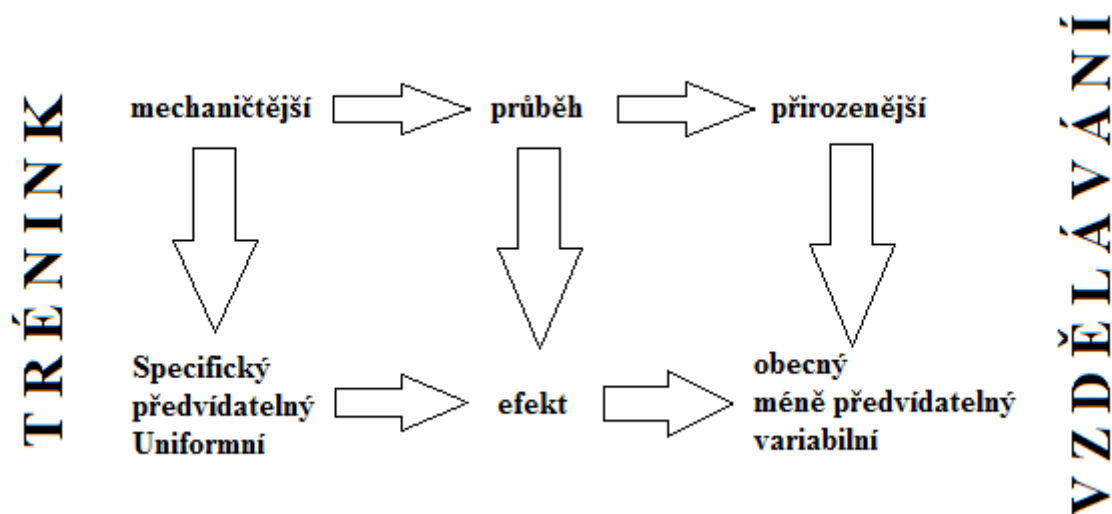 TRÉNINK
mechaničtější
průběh
přirozenější
Specifický
předvídatelný
Uniformní
efekt
obecný
méně předvídatelný
variabilní
VZDĚLÁVÁNÍ